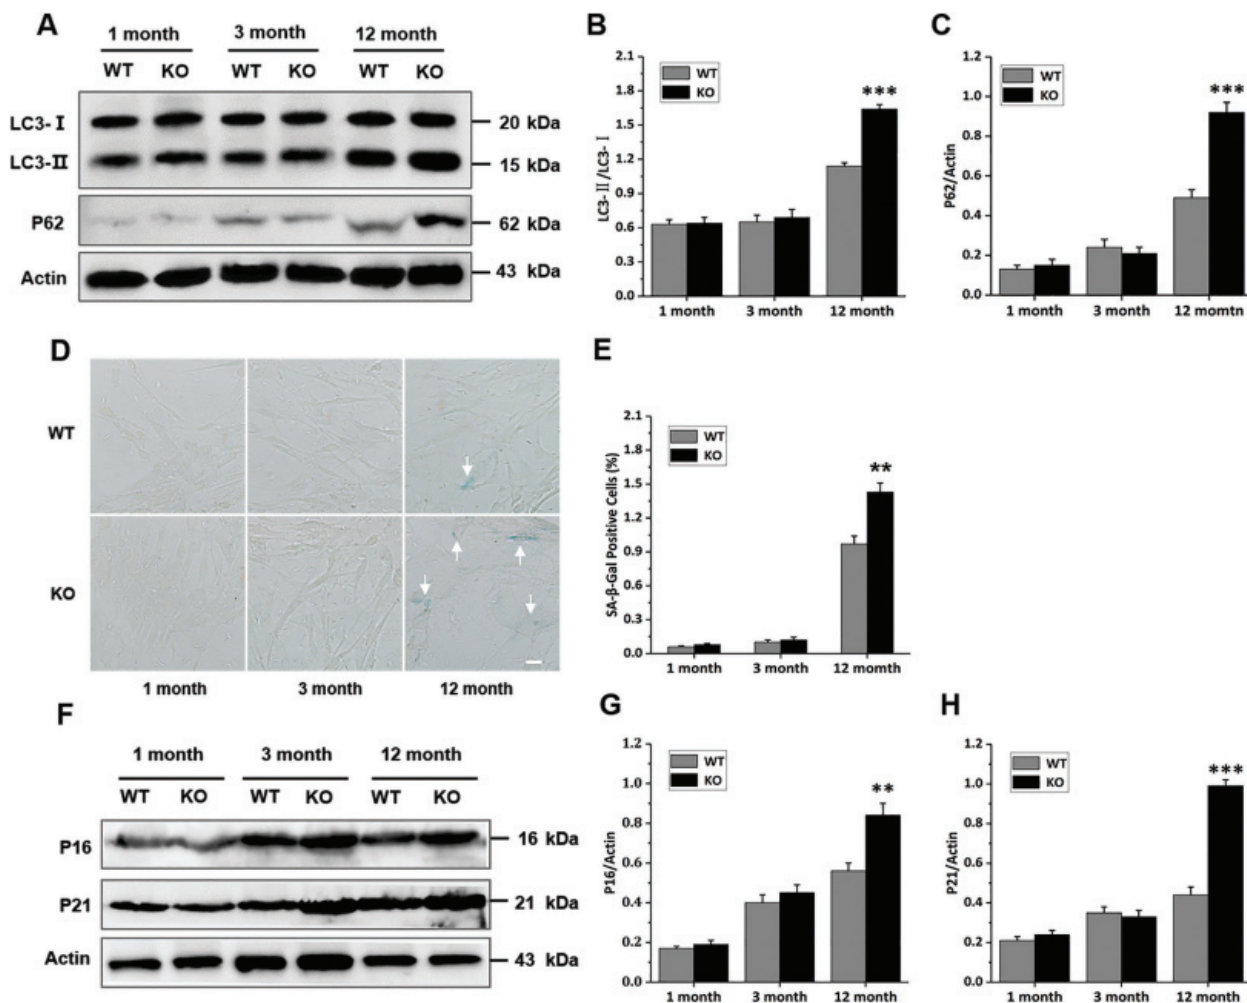 A
1 month 3 month 12 month
WT KO WT KO WT KO
LC3-Ⅰ 20 kDa
LC3-Ⅱ 15 kDa
P62 62 kDa
Actin 43 kDa
B
2.1
1.8
1.5
1.2
0.9
0.6
0.3
0.0
LC3-Ⅱ/LC3-Ⅰ
WT
KO
***
1 month 3 month 12 month
C
1.2
1.0
0.8
0.6
0.4
0.2
0.0
P62/Actin
WT
KO
***
1 month 3 month 12 momtn
D
WT
KO
1 month 3 month 12 month
E
2.1
1.8
1.5
1.2
0.9
0.6
0.3
0.0
SA-β-Gal Positive Cells (%)
WT
KO
**
1 month 3 month 12 momth
F
1 month 3 month 12 month
WT KO WT KO WT KO
P16 16 kDa
P21 21 kDa
Actin 43 kDa
G
1.2
1.0
0.8
0.6
0.4
0.2
0.0
P16/Actin
WT
KO
**
1 month 3 month 12 month
H
1.2
1.0
0.8
0.6
0.4
0.2
0.0
P21/Actin
WT
KO
***
1 month 3 month 12 month